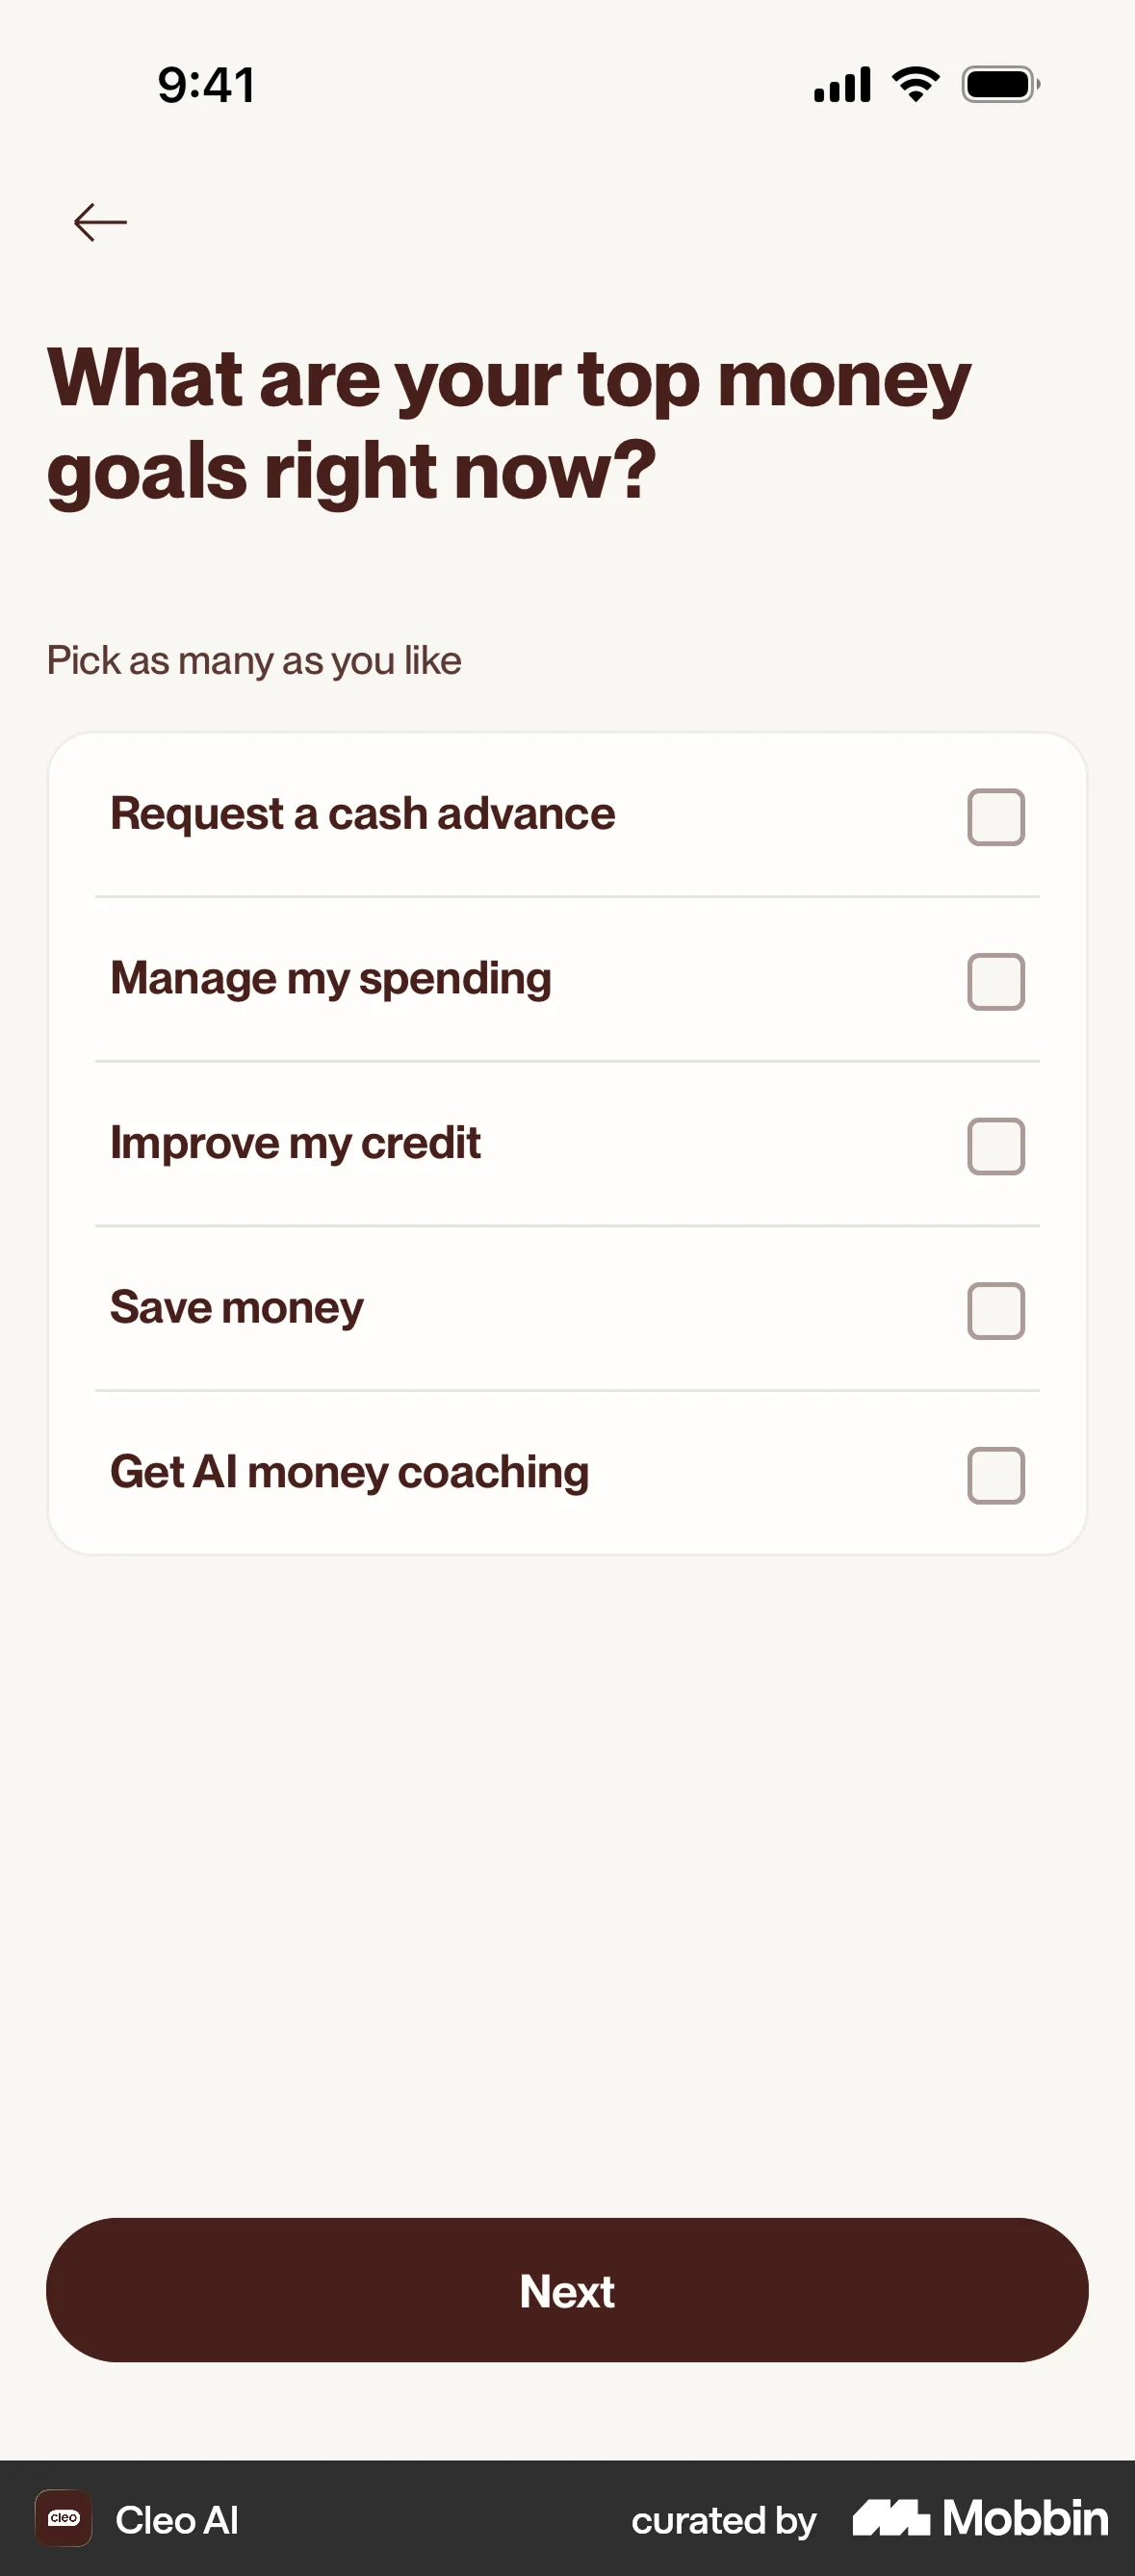 9:41
What are your top money
goals right now?
Pick as many as you like
Request a cash advance
Manage my spending
Improve my credit
Save money
Get AI money coaching
Next
cleo
Cleo AI
curated by
Mobbin